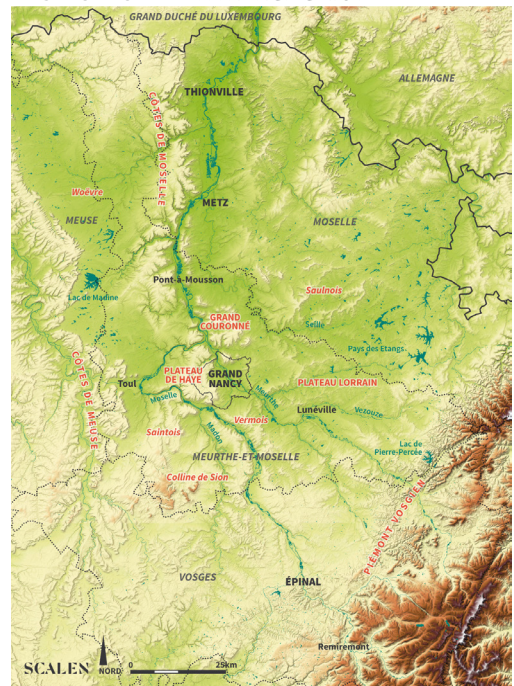 GRAND DUCHÉ DU LUXEMBOURG
ALLEMAGNE
THIONVILLE
CÔTES DE MOSELLE
Woëvre
METZ
MEUSE
MOSELLE
Pont-à-Mousson
Lac de Madine
Saulnois
GRAND
COURONNÉ
Seille
Pays des Etangs
CÔTES DE MEUSE
Toul
PLATEAU
DE HAYE
GRAND
NANCY
PLATEAU LORRAIN
Moselle
Meurthe
Lunéville
Vezouze
Vermois
Saintois
Madon
Lac de
Pierre-Percée
MEURTHE-ET-MOSELLE
Colline de Sion
PIÉMONT VOSGIEN
VOSGES
ÉPINAL
Remiremont
SCALEN
NORD
0
25km